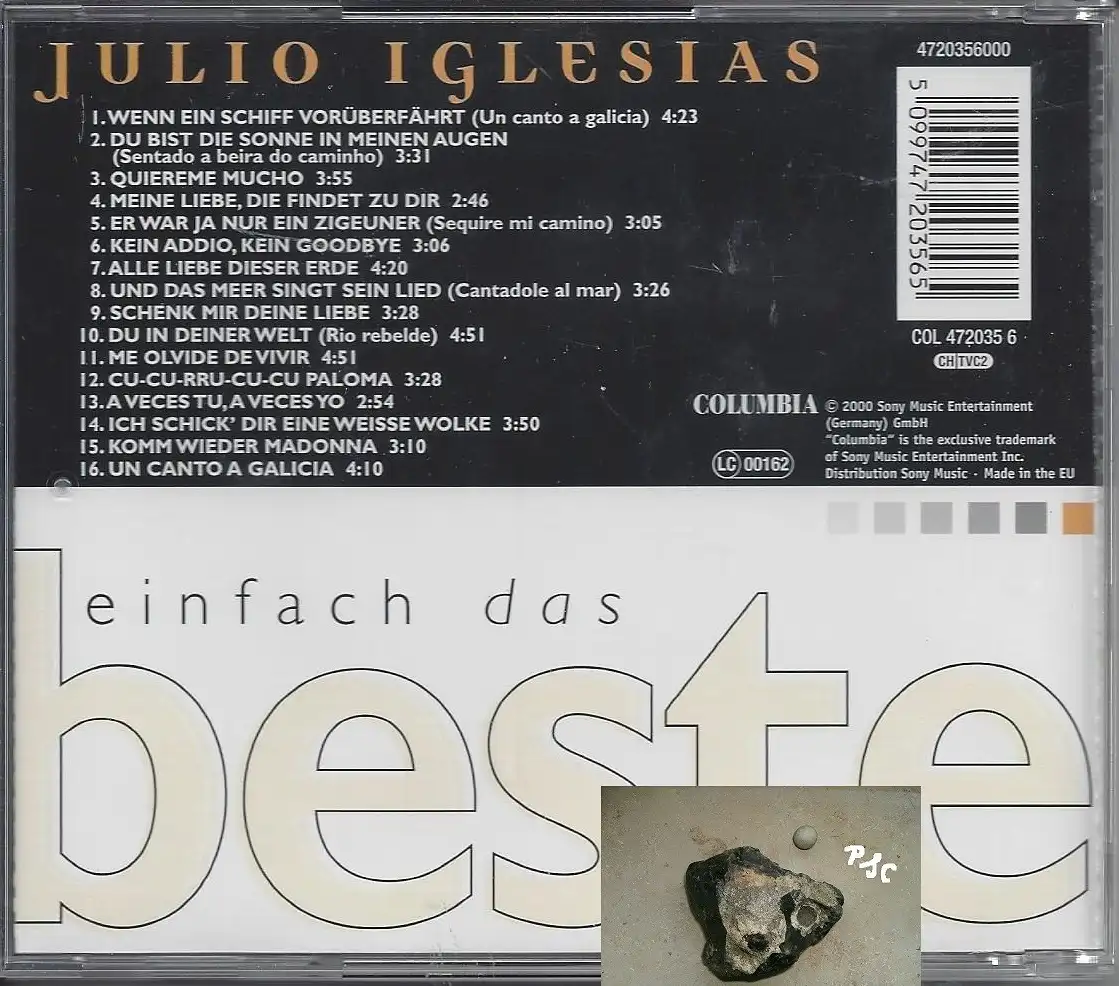 JULIO IGLESIAS
1. WENN EIN SCHIFF VORÜBERFÄHRT (Un canto a galicia) 4:23
2. DU BIST DIE SONNE IN MEINEN AUGEN
(Sentado a beira do caminho) 3:31
3. QUIEREME MUCHO 3:55
4. MEINE LIEBE, DIE FINDET ZU DIR 2:46
5. ER WAR JA NUR EIN ZIGEUNER (Sequire mi camino) 3:05
6. KEIN ADDIO, KEIN GOODBYE 3:06
7. ALLE LIEBE DIESER ERDE 4:20
8. UND DAS MEER SINGT SEIN LIED (Cantadole al mar) 3:26
9. SCHENK MIR DEINE LIEBE 3:28
10. DU IN DEINER WELT (Rio rebelde) 4:51
11. ME OLVIDE DE VIVIR 4:51
12. CU-CU-RRU-CU-CU PALOMA 3:28
13. A VECES TU, A VECES YO 2:54
14. ICH SCHICK' DIR EINE WEISSE WOLKE 3:50
15. KOMM WIEDER MADONNA 3:10
16. UN CANTO A GALICIA 4:10
4720356000
5 099747 203565
COL 472035 6
CH TVC2
COLUMBIA
© 2000 Sony Music Entertainment
(Germany) GmbH
"Columbia" is the exclusive trademark
of Sony Music Entertainment Inc.
Distribution Sony Music · Made in the EU
LC 00162
einfach das
beste
PSC